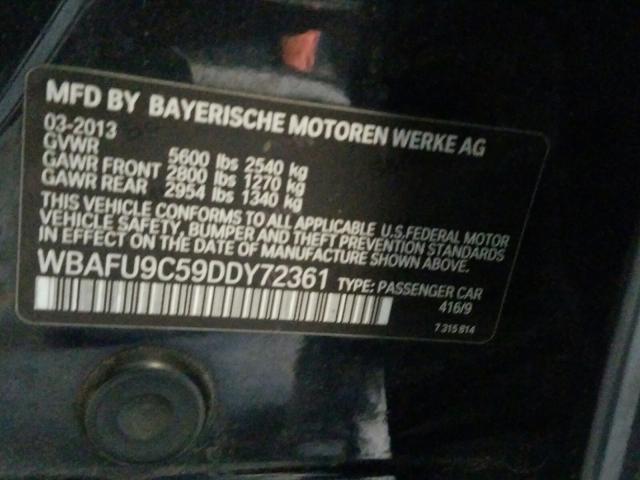 MFD BY BAYERISCHE MOTOREN WERKE AG
03-2013
GVWR 5600 lbs 2540 kg
GAWR FRONT 2800 lbs 1270 kg
GAWR REAR 2954 lbs 1340 kg
THIS VEHICLE CONFORMS TO ALL APPLICABLE U.S.FEDERAL MOTOR
VEHICLE SAFETY, BUMPER AND THEFT PREVENTION STANDARDS
IN EFFECT ON THE DATE OF MANUFACTURE SHOWN ABOVE.
WBAFU9C59DDY72361 TYPE: PASSENGER CAR
416/9
7 315 814